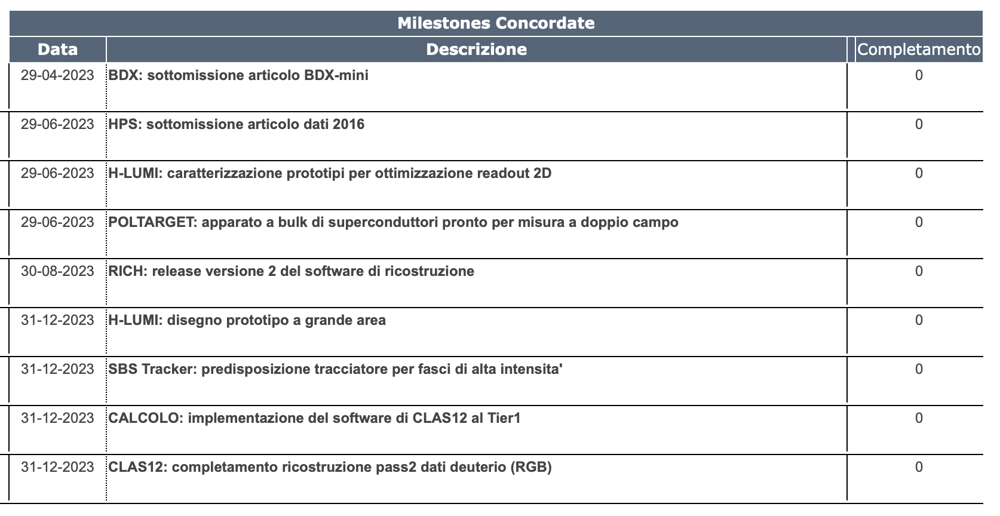 Milestones Concordate
Data Descrizione Completamento
29-04-2023 BDX: sottomissione articolo BDX-mini 0
29-06-2023 HPS: sottomissione articolo dati 2016 0
29-06-2023 H-LUMI: caratterizzazione prototipi per ottimizzazione readout 2D 0
29-06-2023 POLTARGET: apparato a bulk di superconduttori pronto per misura a doppio campo 0
30-08-2023 RICH: release versione 2 del software di ricostruzione 0
31-12-2023 H-LUMI: disegno prototipo a grande area 0
31-12-2023 SBS Tracker: predisposizione tracciatore per fasci di alta intensita' 0
31-12-2023 CALCOLO: implementazione del software di CLAS12 al Tier1 0
31-12-2023 CLAS12: completamento ricostruzione pass2 dati deuterio (RGB) 0